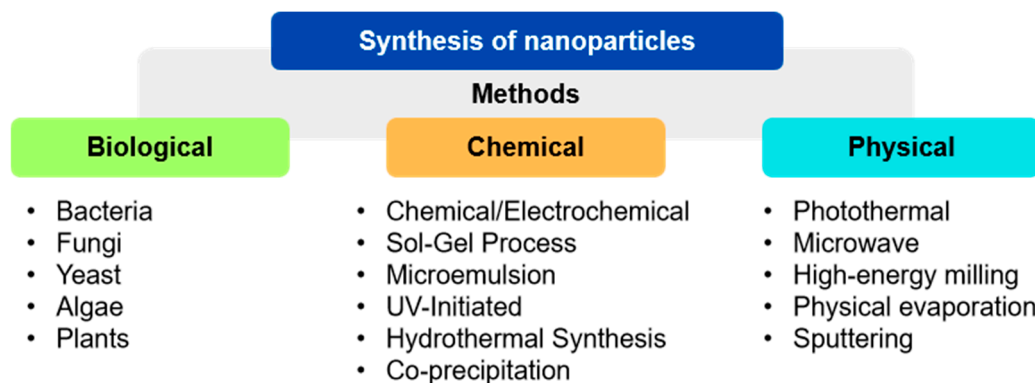 Synthesis of nanoparticles
Methods
Biological
• Bacteria
• Fungi
• Yeast
• Algae
• Plants
Chemical
• Chemical/Electrochemical
• Sol-Gel Process
• Microemulsion
• UV-Initiated
• Hydrothermal Synthesis
• Co-precipitation
Physical
• Photothermal
• Microwave
• High-energy milling
• Physical evaporation
• Sputtering